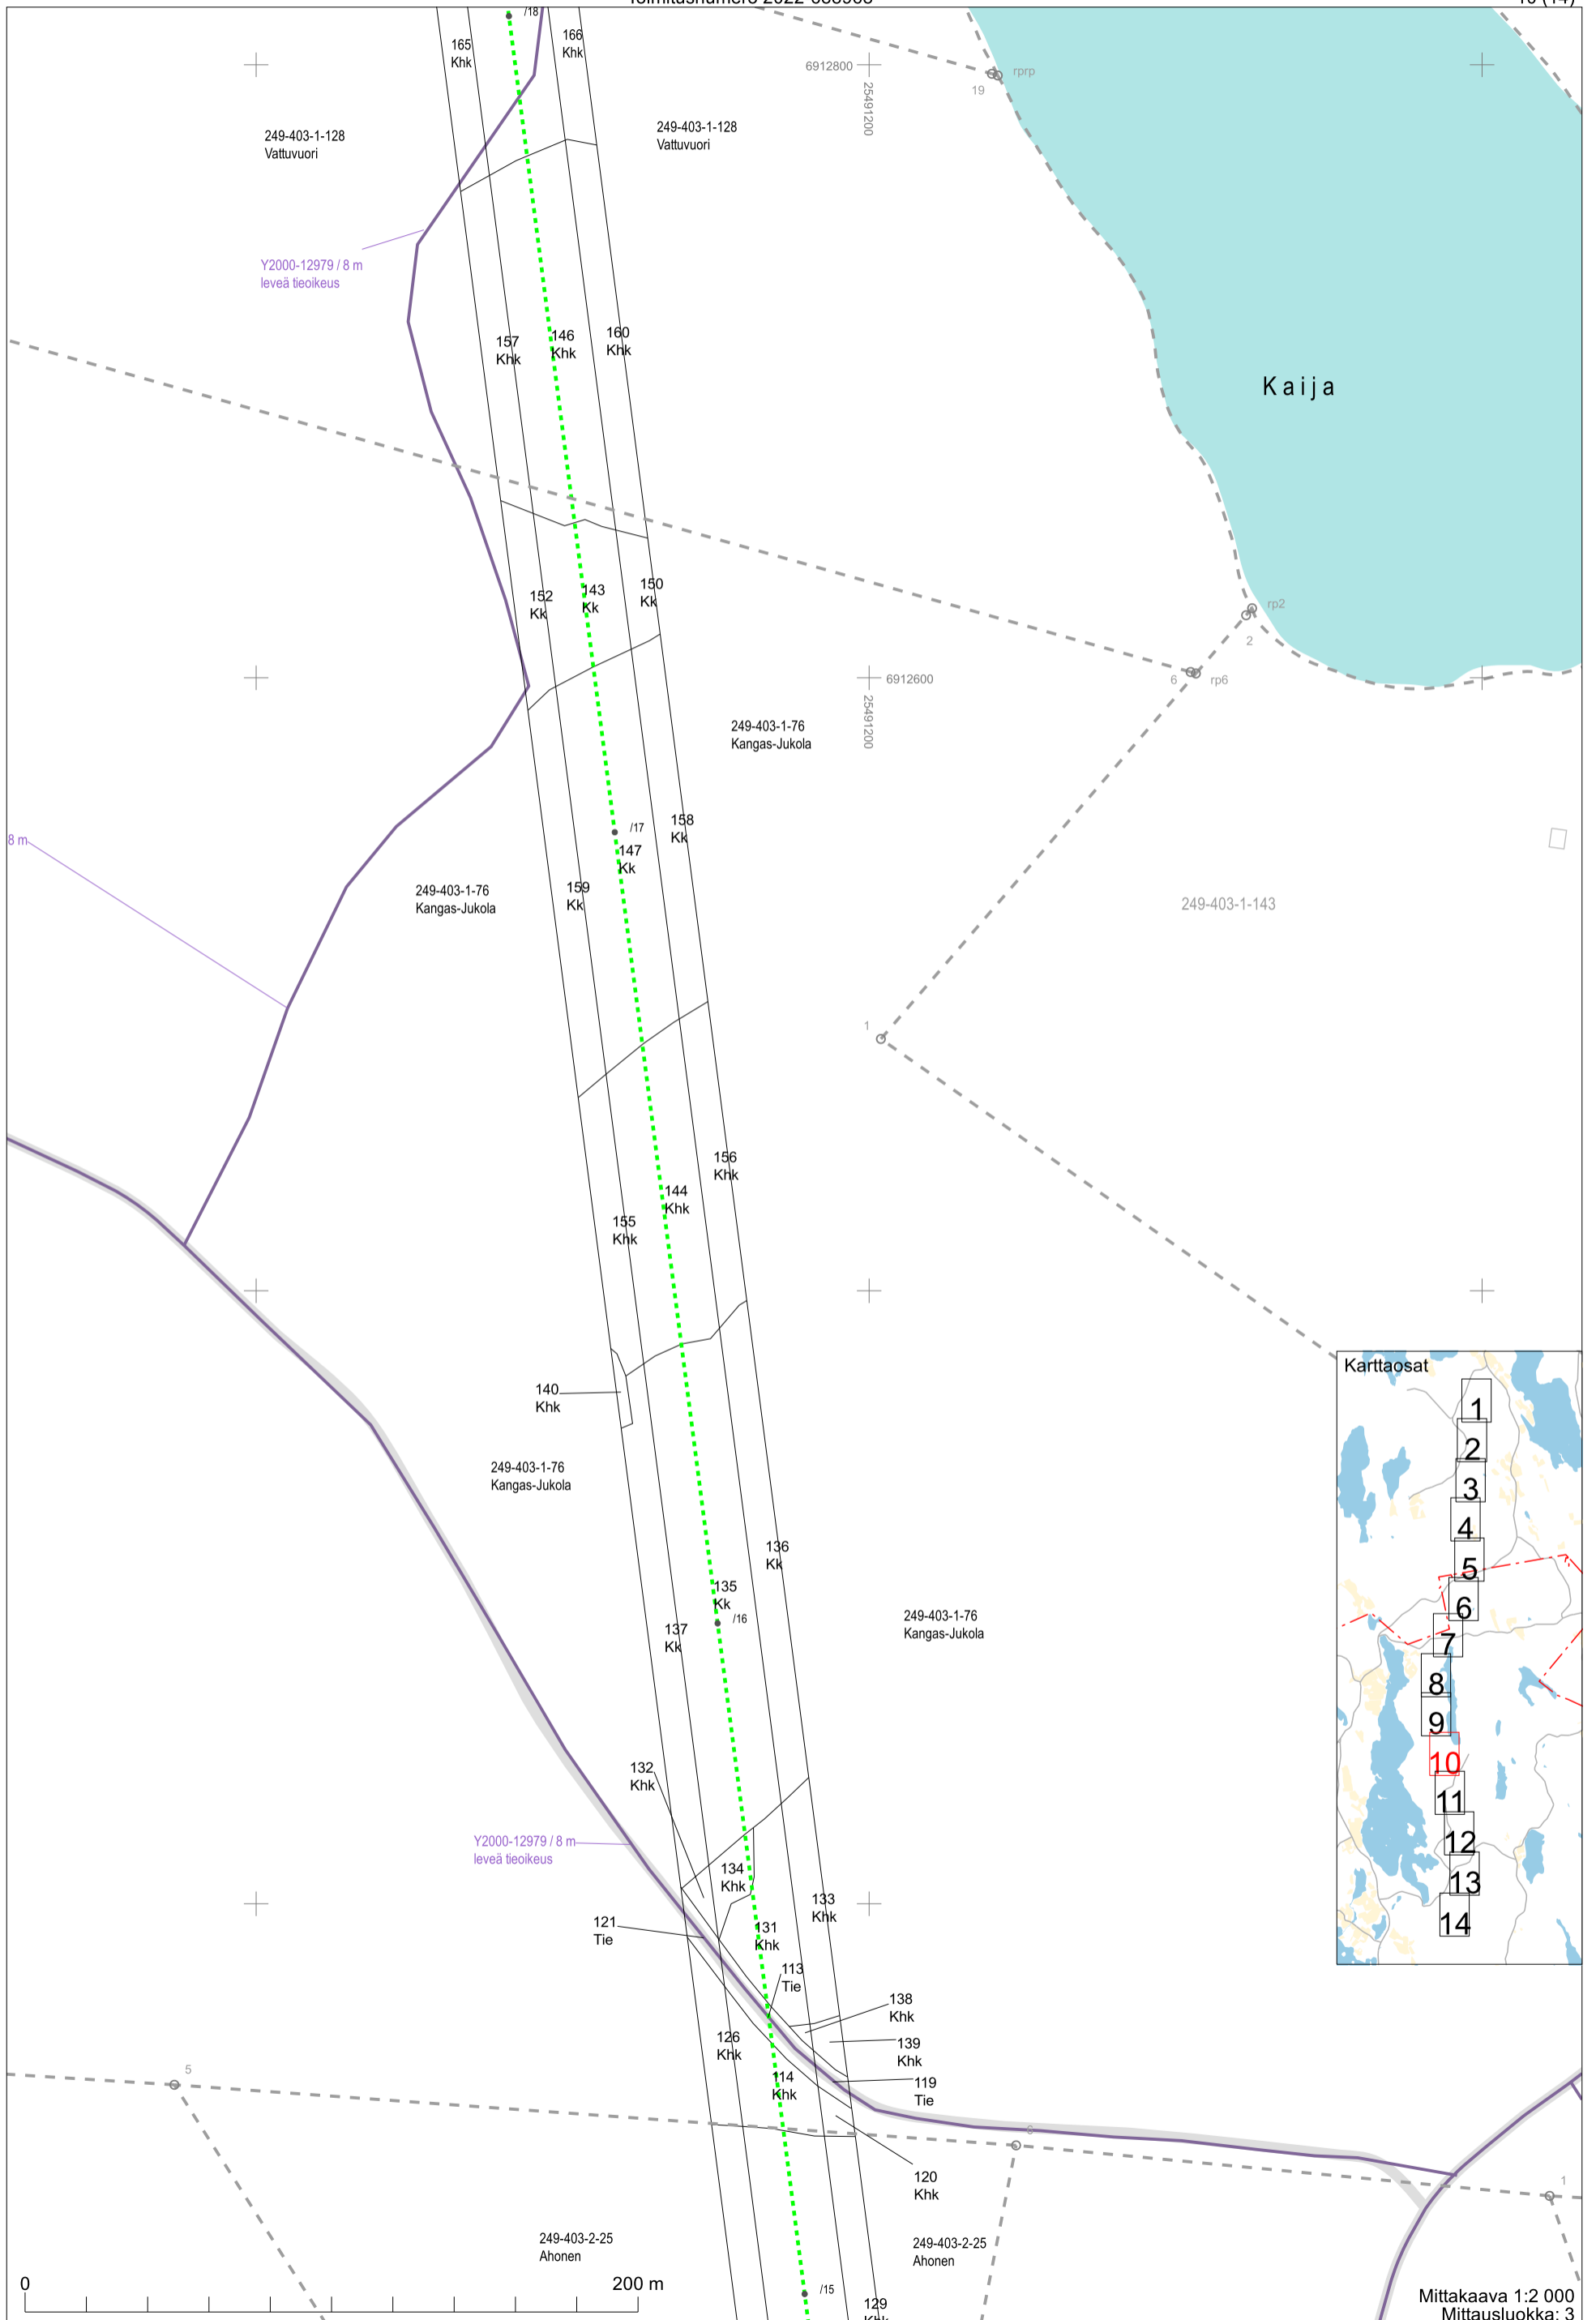 10 (14)
/18
165
Khk
166
Khk
6912800
25491200
19
rprp
249-403-1-128
Vattuvuori
249-403-1-128
Vattuvuori
Y2000-12979 / 8 m
leveä tieoikeus
157
Khk
146
Khk
160
Khk
Kaija
152
Kk
143
Kk
150
Kk
rp2
2
6
rp6
6912600
25491200
249-403-1-76
Kangas-Jukola
/17
147
Kk
158
Kk
8 m
159
Kk
249-403-1-76
Kangas-Jukola
249-403-1-143
1
156
Khk
144
Khk
155
Khk
140
Khk
249-403-1-76
Kangas-Jukola
136
Kk
135
Kk
/16
137
Kk
249-403-1-76
Kangas-Jukola
Karttaosat
1
2
3
4
5
6
7
8
9
10
11
12
13
14
132
Khk
Y2000-12979 / 8 m
leveä tieoikeus
134
Khk
133
Khk
121
Tie
131
Khk
113
Tie
138
Khk
126
Khk
139
Khk
114
Khk
119
Tie
5
6
120
Khk
1
249-403-2-25
Ahonen
249-403-2-25
Ahonen
0
200 m
/15
129
Khk
Mittakaava 1:2 000
Mittausluokka: 3